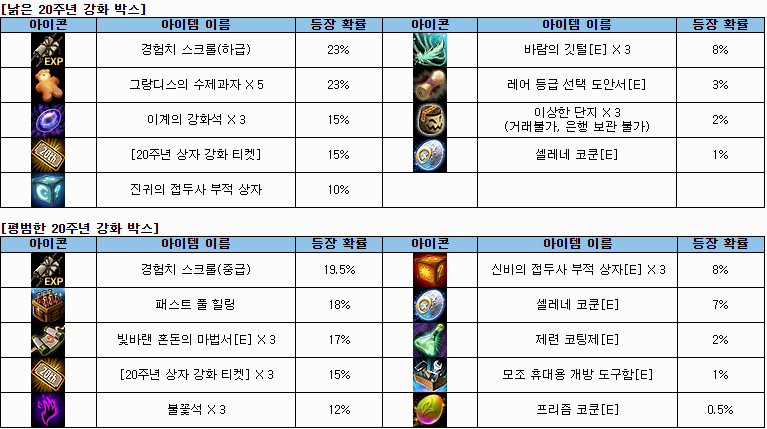 [낡은 20주년 강화 박스]
아이콘 아이템 이름 등장 확률 아이콘 아이템 이름 등장 확률
EXP 경험치 스크롤(하급) 23% 바람의 깃털[E] X 3 8%
그랑디스의 수제과자 X 5 23% 레어 등급 선택 도안서[E] 3%
이계의 강화석 X 3 15% 이상한 단지 X 3 2%
(거래불가, 은행 보관 불가)
20th [20주년 상자 강화 티켓] 15% 셀레네 코쿤[E] 1%
진귀의 접두사 부적 상자 10%
[평범한 20주년 강화 박스]
아이콘 아이템 이름 등장 확률 아이콘 아이템 이름 등장 확률
EXP 경험치 스크롤(중급) 19.5% 신비의 접두사 부적 상자[E] X 3 8%
패스트 풀 힐링 18% 셀레네 코쿤[E] 7%
빛바랜 혼돈의 마법서[E] X 3 17% 제련 코팅제[E] 2%
20th [20주년 상자 강화 티켓] X 3 15% 모조 휴대용 개방 도구함[E] 1%
불꽃석 X 3 12% 프리즘 코쿤[E] 0.5%